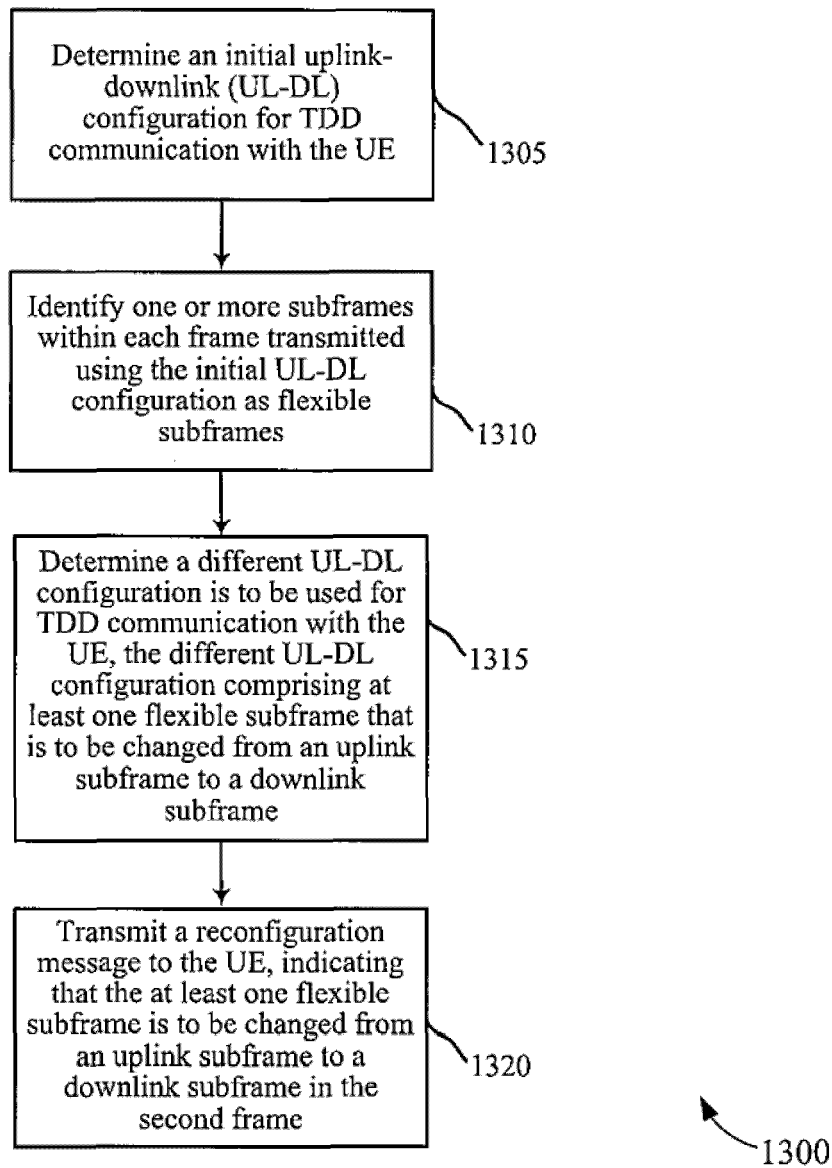 Determine an initial uplink-
downlink (UL-DL)
configuration for TDD
communication with the UE
1305
Identify one or more subframes
within each frame transmitted
using the initial UL-DL
configuration as flexible
subframes
1310
Determine a different UL-DL
configuration is to be used for
TDD communication with the
UE, the different UL-DL
configuration comprising at
least one flexible subframe that
is to be changed from an uplink
subframe to a downlink
subframe
1315
Transmit a reconfiguration
message to the UE, indicating
that the at least one flexible
subframe is to be changed from
an uplink subframe to a
downlink subframe in the
second frame
1320
1300